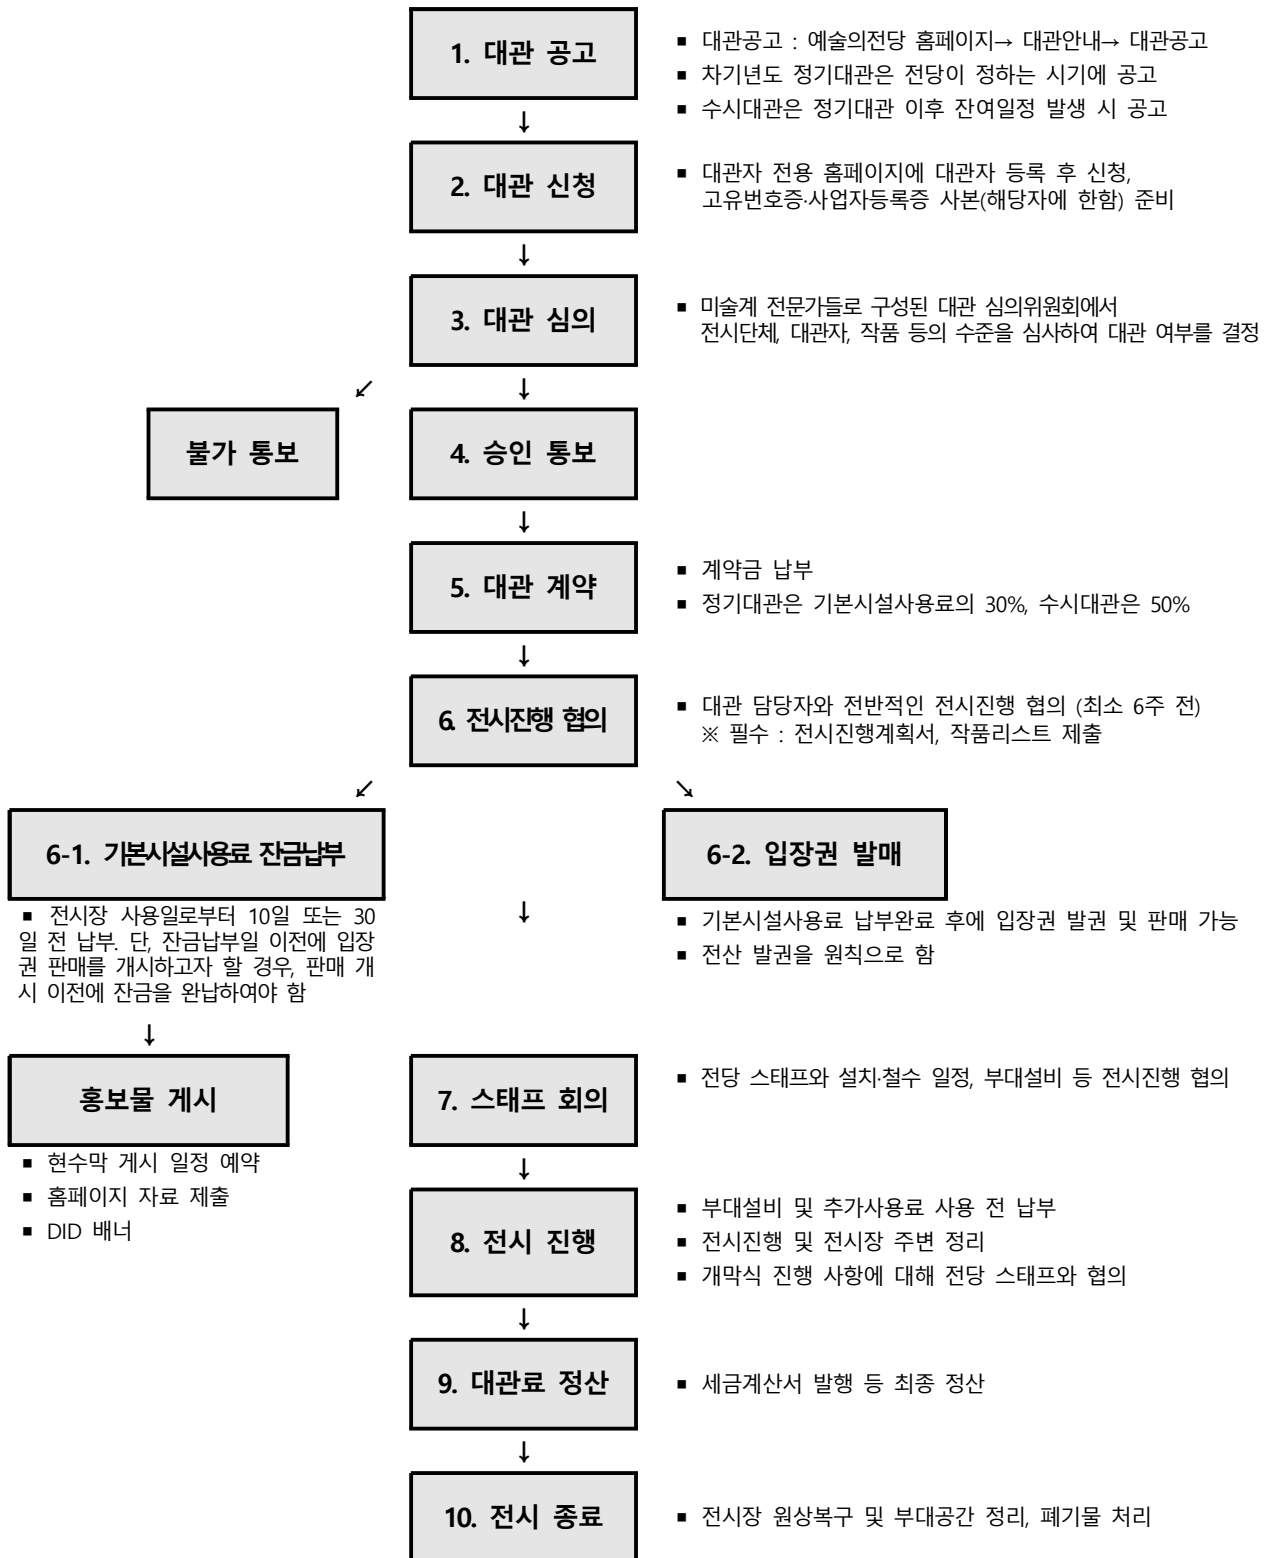 1. 대관 공고
■ 대관공고 : 예술의전당 홈페이지→ 대관안내→ 대관공고
■ 차기년도 정기대관은 전당이 정하는 시기에 공고
■ 수시대관은 정기대관 이후 잔여일정 발생 시 공고
↓
2. 대관 신청
■ 대관자 전용 홈페이지에 대관자 등록 후 신청,
고유번호증·사업자등록증 사본(해당자에 한함) 준비
↓
3. 대관 심의
■ 미술계 전문가들로 구성된 대관 심의위원회에서
전시단체, 대관자, 작품 등의 수준을 심사하여 대관 여부를 결정
↙ ↓
불가 통보
4. 승인 통보
↓
5. 대관 계약
■ 계약금 납부
■ 정기대관은 기본시설사용료의 30%, 수시대관은 50%
↓
6. 전시진행 협의
■ 대관 담당자와 전반적인 전시진행 협의 (최소 6주 전)
※ 필수 : 전시진행계획서, 작품리스트 제출
↙ ↘
6-1. 기본시설사용료 잔금납부
■ 전시장 사용일로부터 10일 또는 30
일 전 납부. 단, 잔금납부일 이전에 입장
권 판매를 개시하고자 할 경우, 판매 개
시 이전에 잔금을 완납하여야 함
↓
6-2. 입장권 발매
■ 기본시설사용료 납부완료 후에 입장권 발권 및 판매 가능
■ 전산 발권을 원칙으로 함
↓
홍보물 게시
■ 현수막 게시 일정 예약
■ 홈페이지 자료 제출
■ DID 배너
7. 스태프 회의
■ 전당 스태프와 설치·철수 일정, 부대설비 등 전시진행 협의
↓
8. 전시 진행
■ 부대설비 및 추가사용료 사용 전 납부
■ 전시진행 및 전시장 주변 정리
■ 개막식 진행 사항에 대해 전당 스태프와 협의
↓
9. 대관료 정산
■ 세금계산서 발행 등 최종 정산
↓
10. 전시 종료
■ 전시장 원상복구 및 부대공간 정리, 폐기물 처리